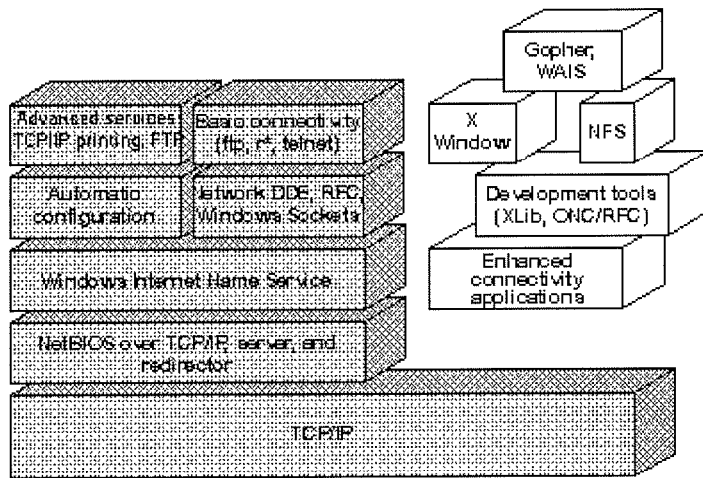 Gopher,
WAIS
Advanced services:
TCP/IP printing, FTP
Basic connectivity
(ftp, r*, telnet)
X
Window
NFS
Automatic
configuration
Network DDE, RFC,
Windows Sockets
Development tools
(XLib, ONC/RFC)
Windows Internet Name Service
Enhanced
connectivity
applications
NetBIOS over TCP/IP, server, and
redirector
TCP/IP